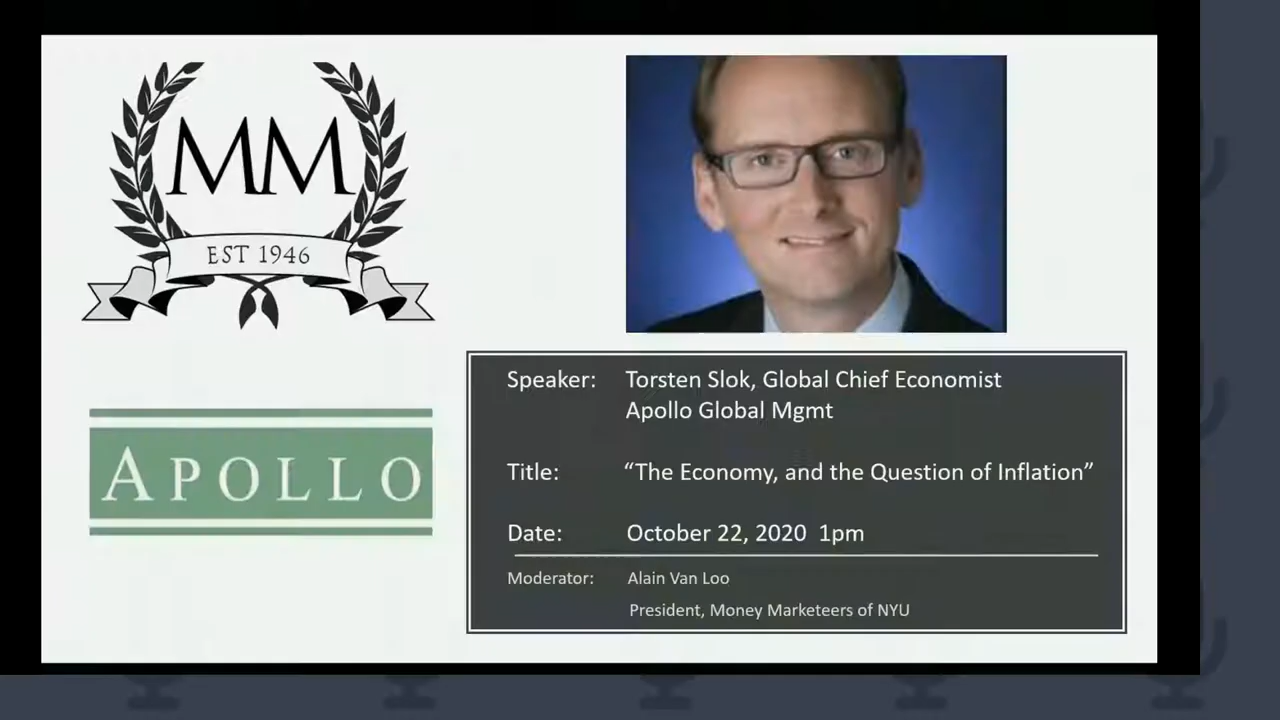 MM
EST 1946
APOLLO
Speaker: Torsten Slok, Global Chief Economist
Apollo Global Mgmt
Title: “The Economy, and the Question of Inflation”
Date: October 22, 2020 1pm
Moderator: Alain Van Loo
President, Money Marketeers of NYU